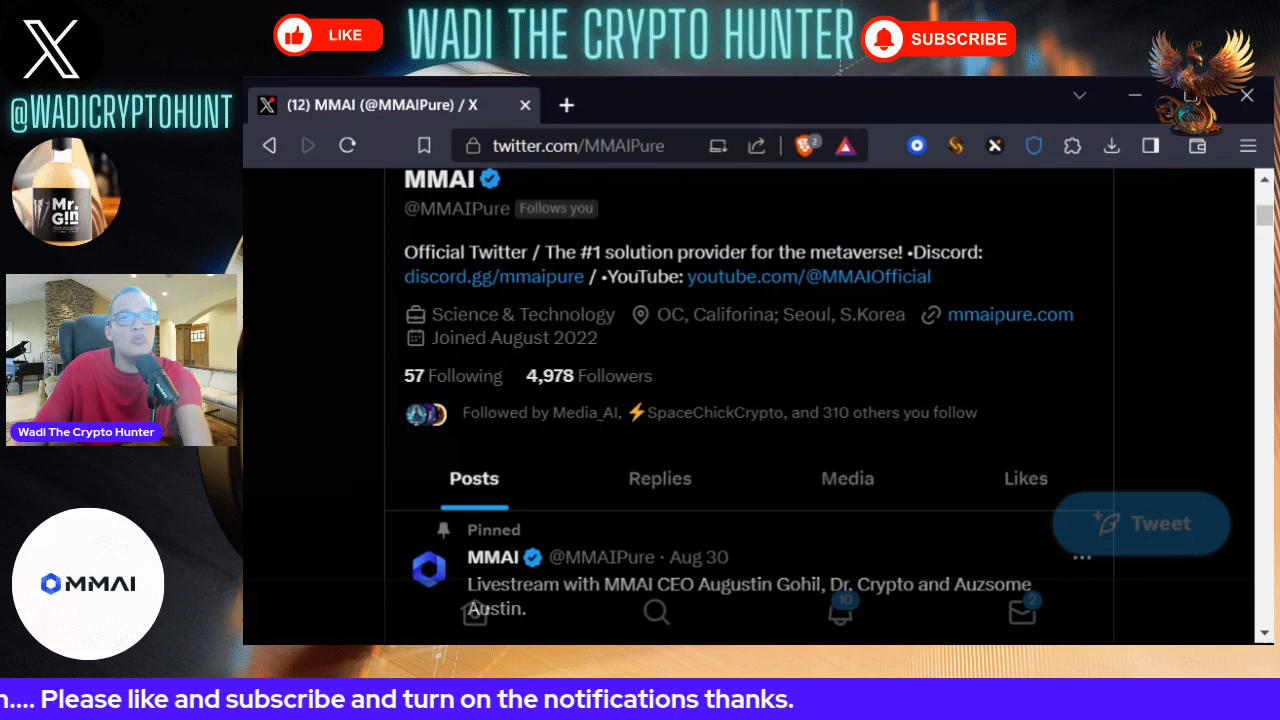 WADI THE CRYPTO HUNTER
LIKE
SUBSCRIBE
@WADICRYPTOHUNT
(12) MMAI (@MMAIPure) / X
twitter.com/MMAIPure
2
Mr.
G!n
MMAI
@MMAIPure Follows you
Official Twitter / The #1 solution provider for the metaverse! •Discord:
discord.gg/mmaipure / •YouTube: youtube.com/@MMAIOfficial
Science & Technology OC, Califorina; Seoul, S.Korea mmaipure.com
Joined August 2022
57 Following 4,978 Followers
Followed by Media_AI, ⚡SpaceChickCrypto, and 310 others you follow
Wadi The Crypto Hunter
Posts Replies Media Likes
Tweet
Pinned
MMAI @MMAIPure · Aug 30
Livestream with MMAI CEO Augustin Gohil, Dr. Crypto and Auzsome
Austin.
10
2
MMAI
n.... Please like and subscribe and turn on the notifications thanks.